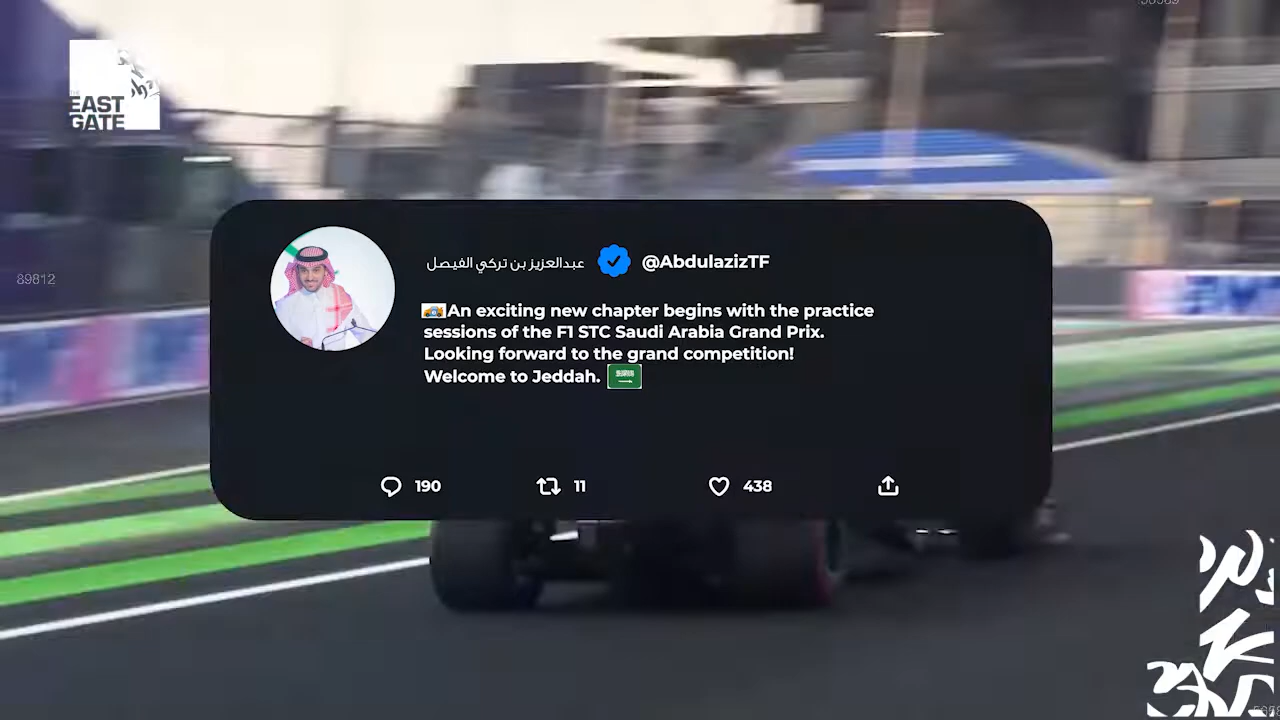 THE
EAST
GATE
89812
عبدالعزيز بن تركي الفيصل @AbdulazizTF
An exciting new chapter begins with the practice
sessions of the F1 STC Saudi Arabia Grand Prix.
Looking forward to the grand competition!
Welcome to Jeddah.
190 11 438